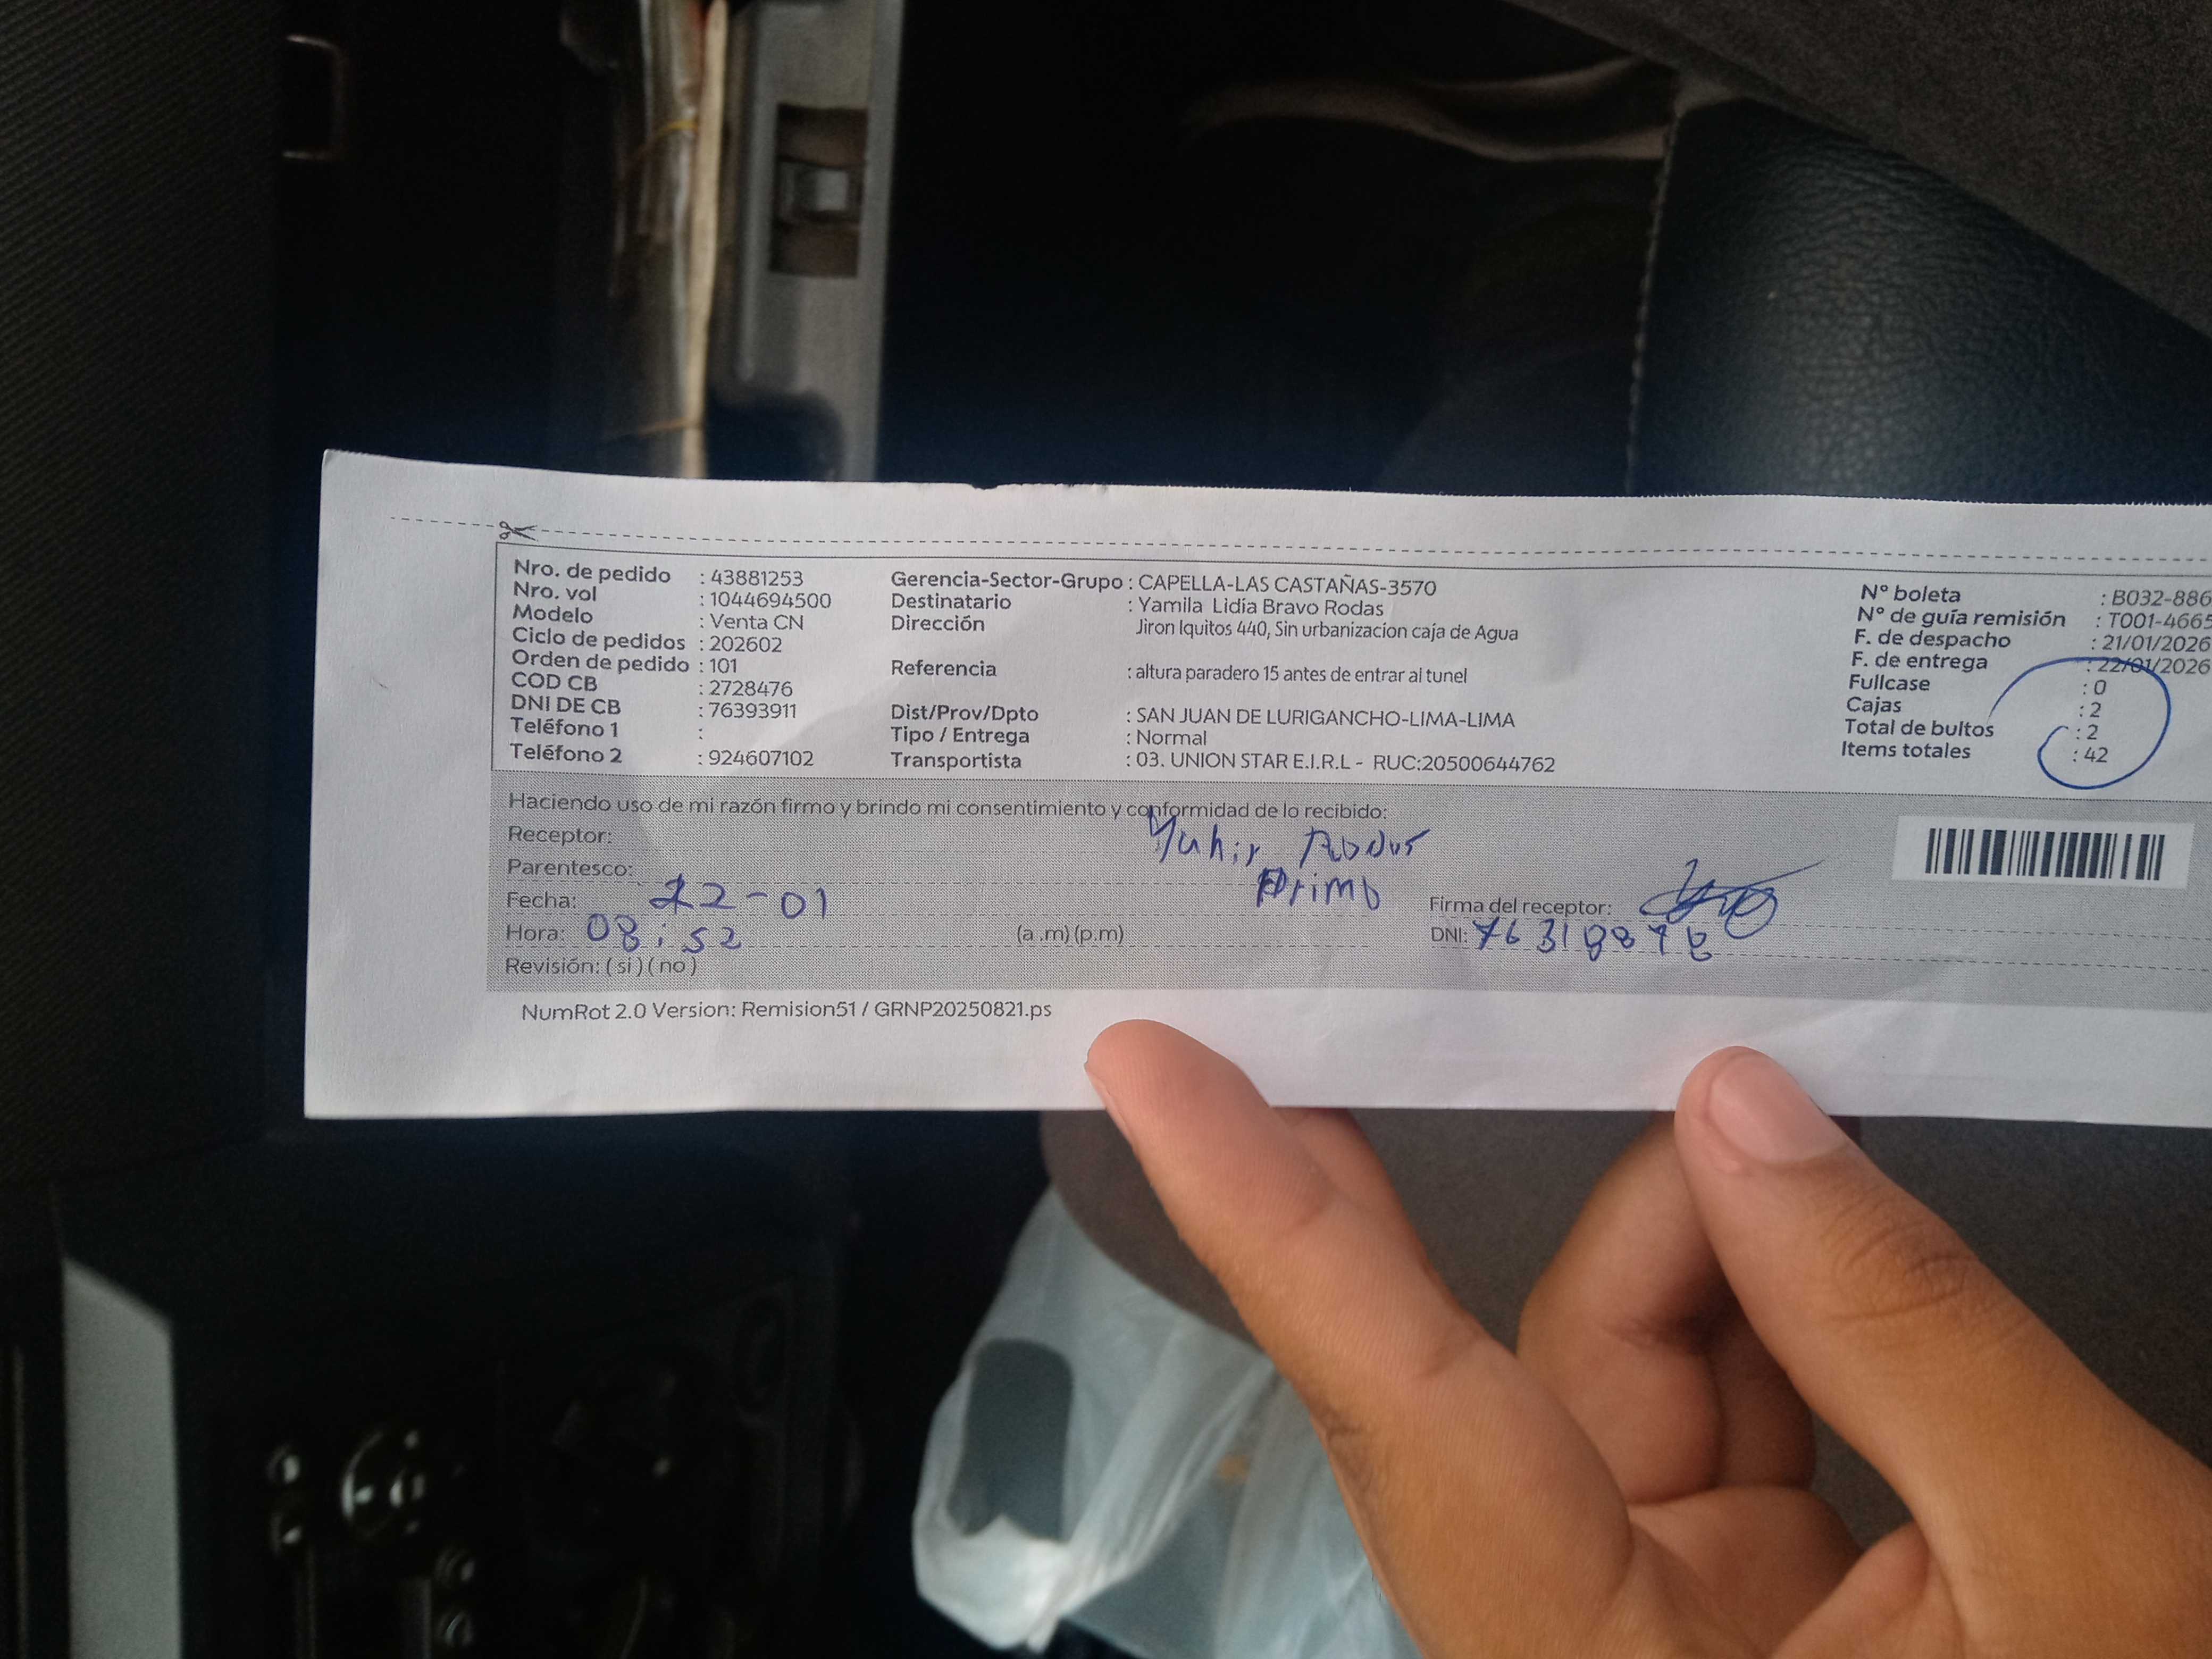 Nro. de pedido : 43881253 Gerencia-Sector-Grupo : CAPELLA-LAS CASTAÑAS-3570 N° boleta : B032-886
Nro. vol : 1044694500 Destinatario : Yamila Lidia Bravo Rodas N° de guía remisión : T001-4665
Modelo : Venta CN Dirección Jiron Iquitos 440, Sin urbanizacion caja de Agua F. de despacho : 21/01/2026
Ciclo de pedidos : 202602 F. de entrega : 22/01/2026
Orden de pedido : 101 Referencia : altura paradero 15 antes de entrar al tunel Fullcase : 0
COD CB : 2728476 Cajas : 2
DNI DE CB : 76393911 Dist/Prov/Dpto : SAN JUAN DE LURIGANCHO-LIMA-LIMA Total de bultos : 2
Teléfono 1 : Tipo / Entrega : Normal Items totales : 42
Teléfono 2 : 924607102 Transportista : 03. UNION STAR E.I.R.L - RUC:20500644762
Haciendo uso de mi razón firmo y brindo mi consentimiento y conformidad de lo recibido:
Receptor:
Parentesco: Primo
Fecha: 22-01 Firma del receptor:
Hora: 08:52 (a.m) (p.m) DNI:
Revisión: ( si ) ( no )
NumRot 2.0 Version: Remision51 / GRNP20250821.ps